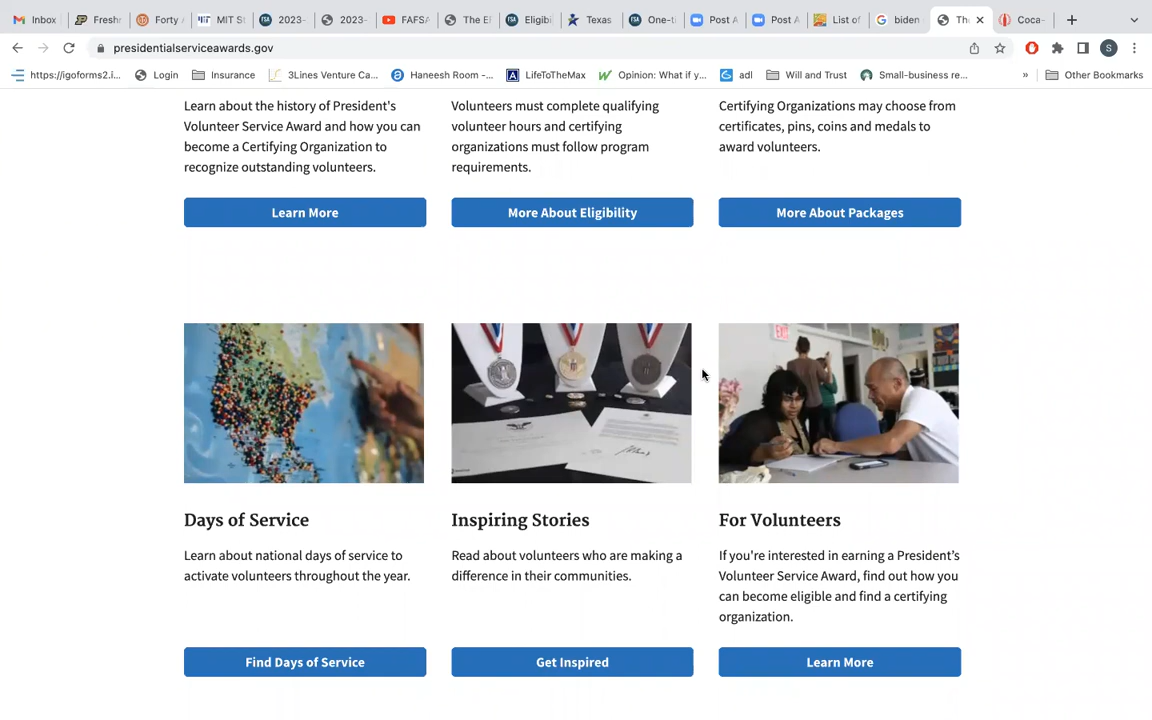 Inbox Freshr Forty A MIT St 2023- 2023- FAFSA The Ef Eligibi Texas One-ti Post A Post A List of biden The Coca-
presidentialserviceawards.gov S
https://igoforms2.i... Login Insurance 3Lines Venture Ca... Haneesh Room -... LifeToTheMax Opinion: What if y... adl Will and Trust Small-business re... » Other Bookmarks
Learn about the history of President's
Volunteer Service Award and how you can
become a Certifying Organization to
recognize outstanding volunteers.
Learn More
Volunteers must complete qualifying
volunteer hours and certifying
organizations must follow program
requirements.
More About Eligibility
Certifying Organizations may choose from
certificates, pins, coins and medals to
award volunteers.
More About Packages
EXIT
Days of Service
Learn about national days of service to
activate volunteers throughout the year.
Find Days of Service
Inspiring Stories
Read about volunteers who are making a
difference in their communities.
Get Inspired
For Volunteers
If you're interested in earning a President’s
Volunteer Service Award, find out how you
can become eligible and find a certifying
organization.
Learn More